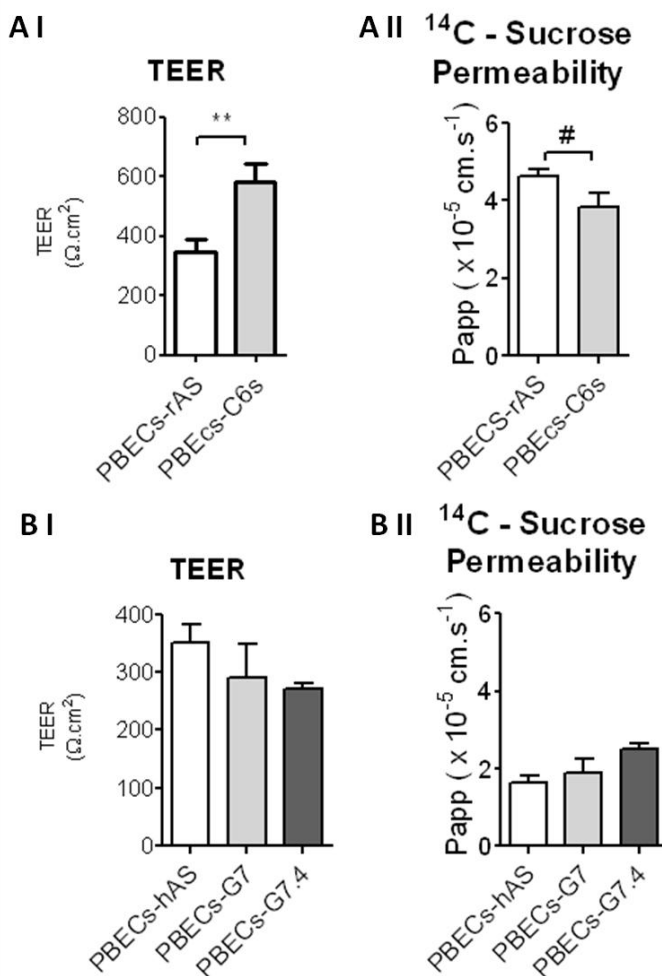 A I
TEER
TEER
(Ω.cm²)
800
600
400
200
0
**
PBECs-rAS
PBECs-C6s
A II
¹⁴C - Sucrose
Permeability
Papp ( x 10⁻⁵ cm.s⁻¹)
6
4
2
0
#
PBECS-rAS
PBECs-C6s
B I
TEER
TEER
(Ω.cm²)
400
300
200
100
0
PBECs-hAS
PBECs-G7
PBECs-G7.4
B II
¹⁴C - Sucrose
Permeability
Papp ( x 10⁻⁵ cm.s⁻¹)
6
4
2
0
PBECs-hAS
PBECs-G7
PBECs-G7.4